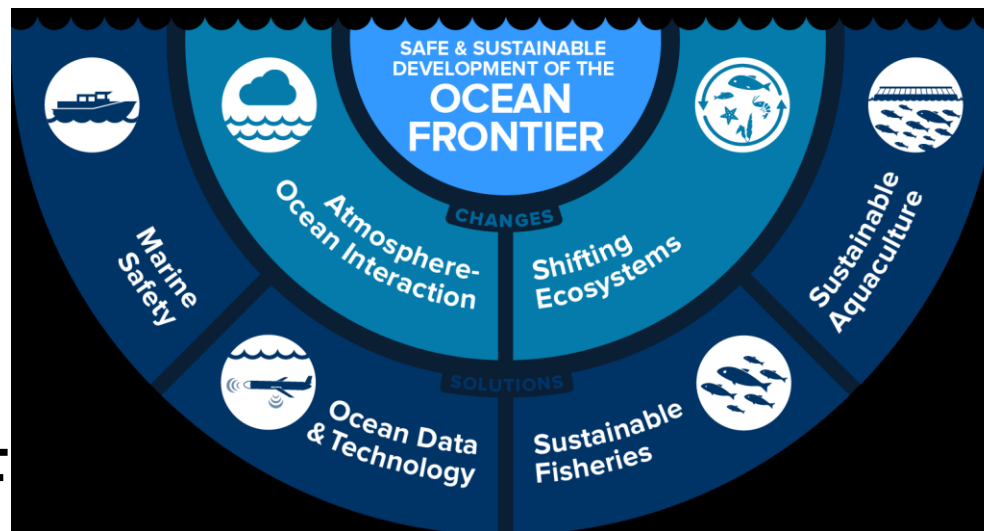 SAFE & SUSTAINABLE
DEVELOPMENT OF THE
OCEAN
FRONTIER
CHANGES
Atmosphere-
Ocean Interaction
Shifting
Ecosystems
SOLUTIONS
Marine
Safety
Ocean Data
& Technology
Sustainable
Fisheries
Sustainable
Aquaculture